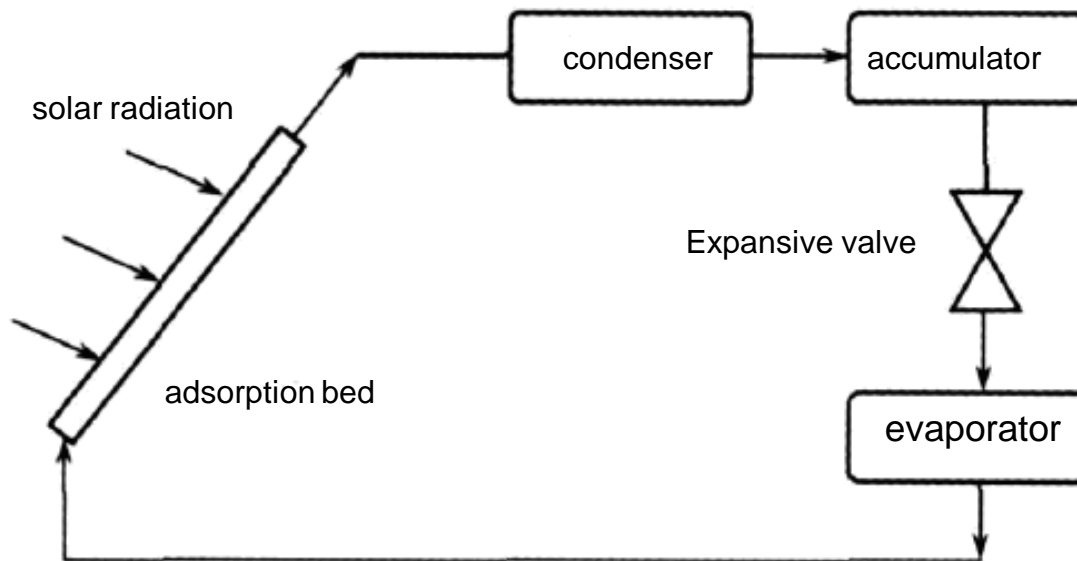 condenser
accumulator
solar radiation
Expansive valve
adsorption bed
evaporator